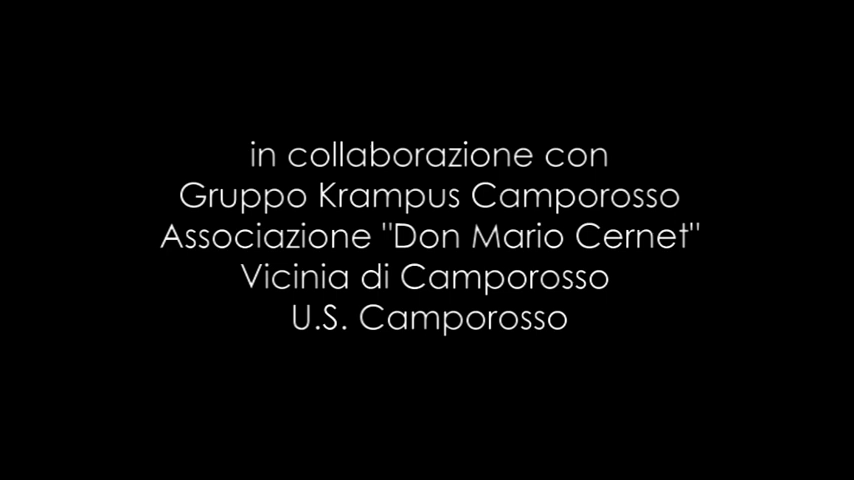 in collaborazione con
Gruppo Krampus Camporosso
Associazione "Don Mario Cernet"
Vicinia di Camporosso
U.S. Camporosso